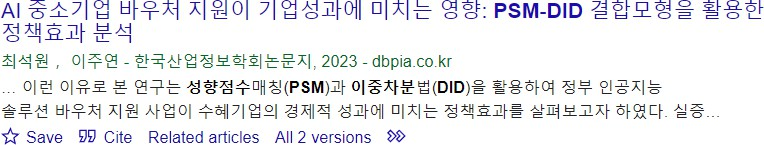 AI 중소기업 바우처 지원이 기업성과에 미치는 영향: PSM-DID 결합모형을 활용한
정책효과 분석
최석원, 이주연 - 한국산업정보학회논문지, 2023 - dbpia.co.kr
… 이런 이유로 본 연구는 성향점수매칭(PSM)과 이중차분법(DID)을 활용하여 정부 인공지능
솔루션 바우처 지원 사업이 수혜기업의 경제적 성과에 미치는 정책효과를 살펴보고자 하였다. 실증…
Save Cite Related articles All 2 versions